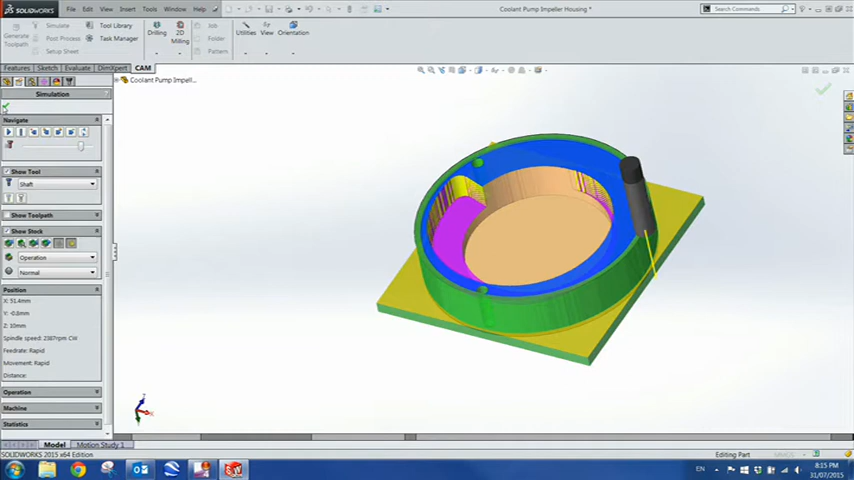 SOLIDWORKS
File Edit View Insert Tools Window Help
Coolant Pump Impeller Housing *
Search Commands
Generate Toolpath
Simulate
Post Process
Setup Sheet
Tool Library
Task Manager
Drilling
2D Milling
Job
Folder
Pattern
Utilities
View
Orientation
Features Sketch Evaluate DimXpert CAM
Simulation
Coolant Pump Impell...
Navigate
Show Tool
Shaft
Show Toolpath
Show Stock
Operation
Normal
Position
X: 51.4mm
Y: -0.8mm
Z: 10mm
Spindle speed: 2387rpm CW
Feedrate: Rapid
Movement: Rapid
Distance:
Operation
Machine
Statistics
Model Motion Study 1
SOLIDWORKS 2015 x64 Edition
Editing Part
MMGS
EN
8:15 PM
31/07/2015